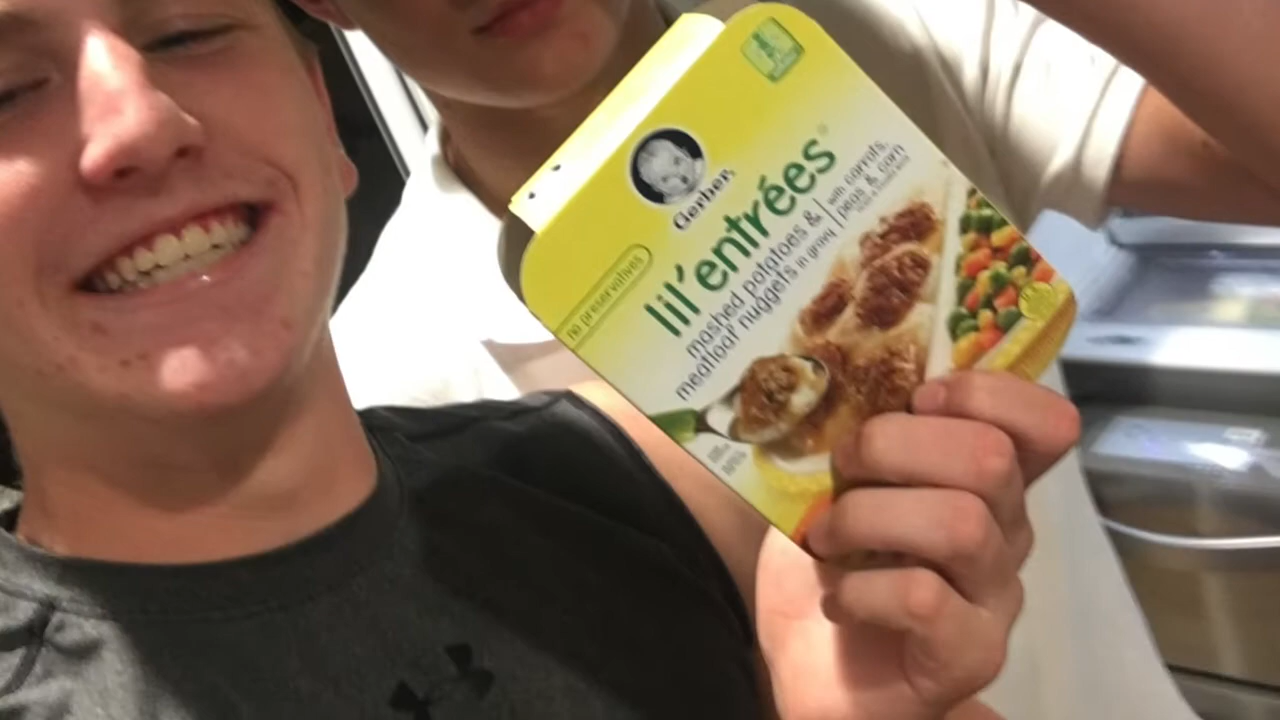 Gerber
no preservatives
lil' entrées®
mashed potatoes &
meatloaf nuggets in gravy
with carrots,
peas & corn